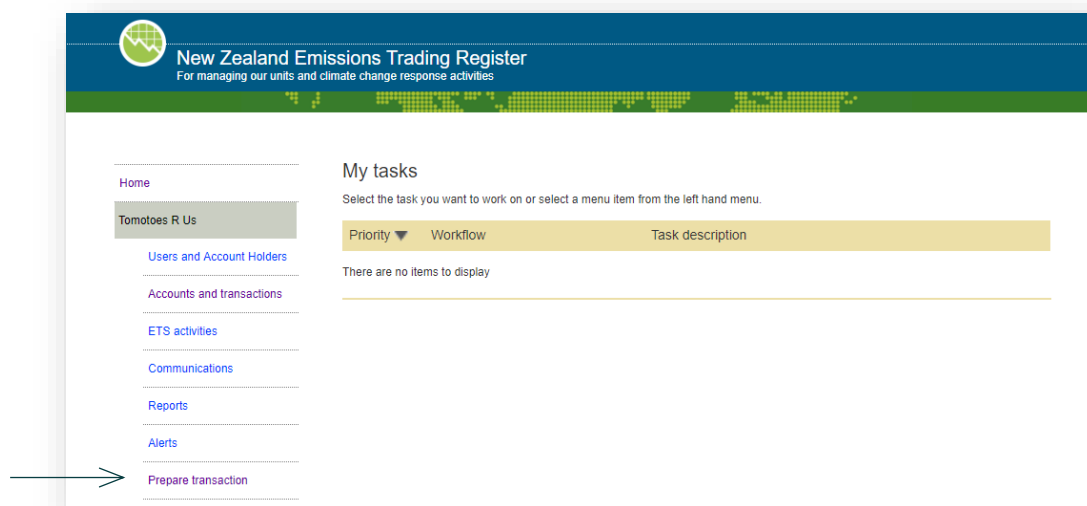 New Zealand Emissions Trading Register
For managing our units and climate change response activities
Home
Tomotoes R Us
Users and Account Holders
Accounts and transactions
ETS activities
Communications
Reports
Alerts
Prepare transaction
My tasks
Select the task you want to work on or select a menu item from the left hand menu.
Priority Workflow Task description
There are no items to display